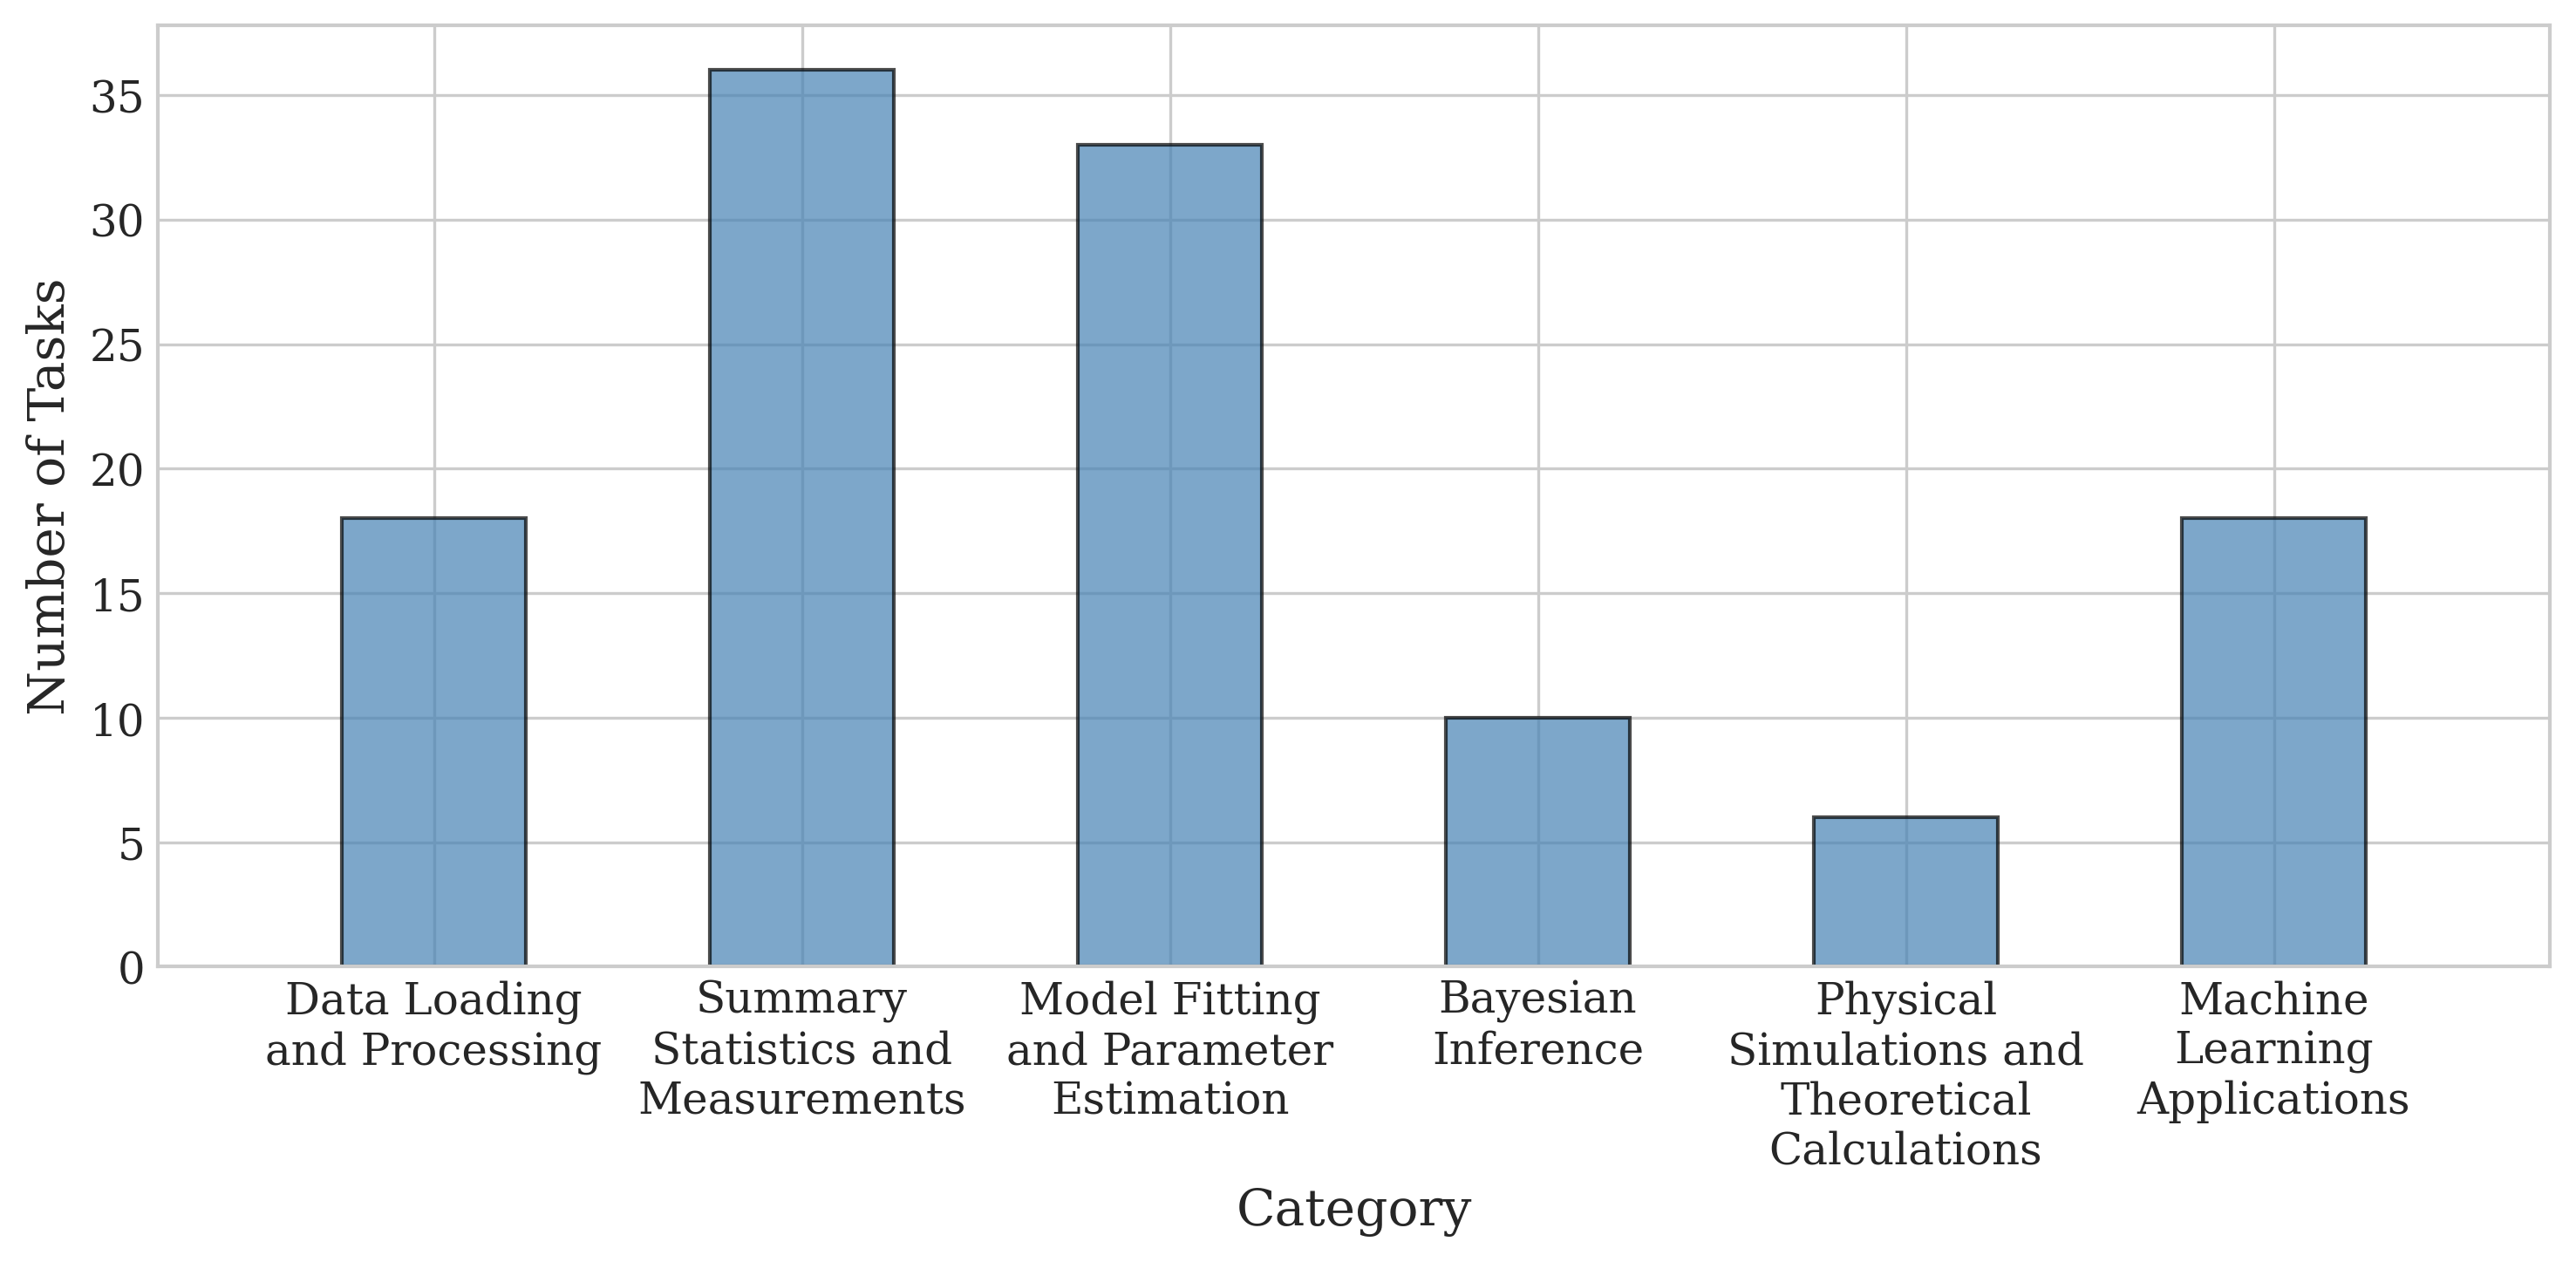 35
30
25
20
15
10
5
0
Number of Tasks
Data Loading
and Processing
Summary
Statistics and
Measurements
Model Fitting
and Parameter
Estimation
Bayesian
Inference
Physical
Simulations and
Theoretical
Calculations
Machine
Learning
Applications
Category